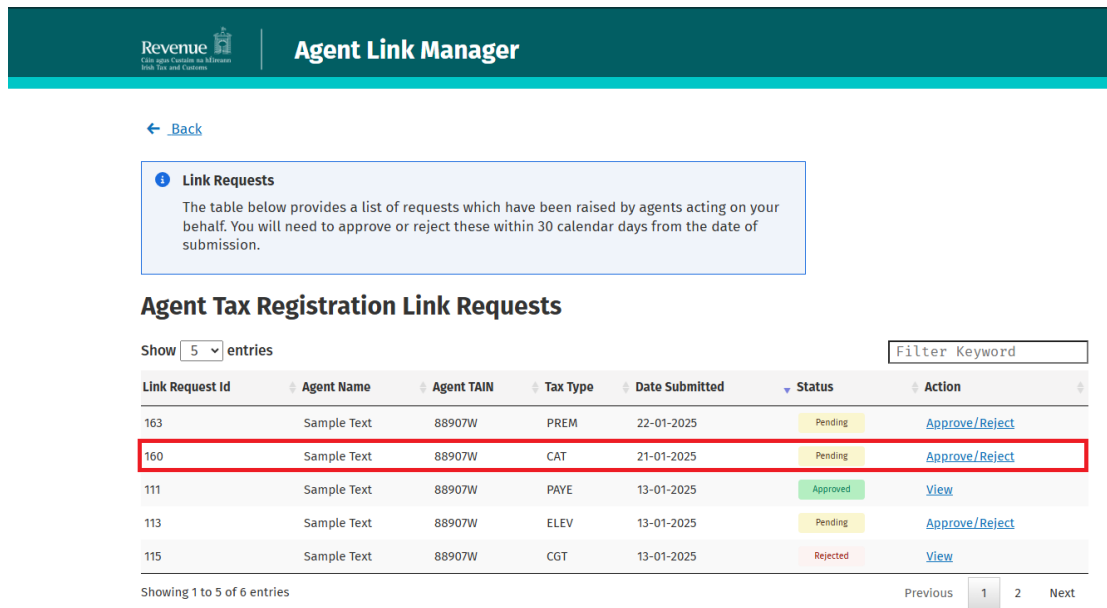 Revenue
Cáin agus Custaim na hÉireann
Irish Tax and Customs
Agent Link Manager
Back
Link Requests
The table below provides a list of requests which have been raised by agents acting on your
behalf. You will need to approve or reject these within 30 calendar days from the date of
submission.
Agent Tax Registration Link Requests
Show 5 entries
Filter Keyword
Link Request Id Agent Name Agent TAIN Tax Type Date Submitted Status Action
163 Sample Text 88907W PREM 22-01-2025 Pending Approve/Reject
160 Sample Text 88907W CAT 21-01-2025 Pending Approve/Reject
111 Sample Text 88907W PAYE 13-01-2025 Approved View
113 Sample Text 88907W ELEV 13-01-2025 Pending Approve/Reject
115 Sample Text 88907W CGT 13-01-2025 Rejected View
Showing 1 to 5 of 6 entries
Previous 1 2 Next